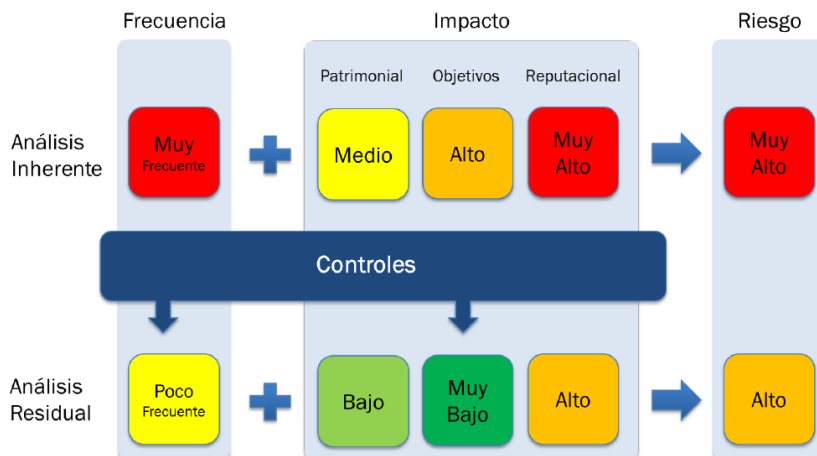 Frecuencia
Impacto
Riesgo
Patrimonial
Objetivos
Reputacional
Análisis
Inherente
Muy
Frecuente
Medio
Alto
Muy
Alto
Muy
Alto
Controles
Análisis
Residual
Poco
Frecuente
Bajo
Muy
Bajo
Alto
Alto